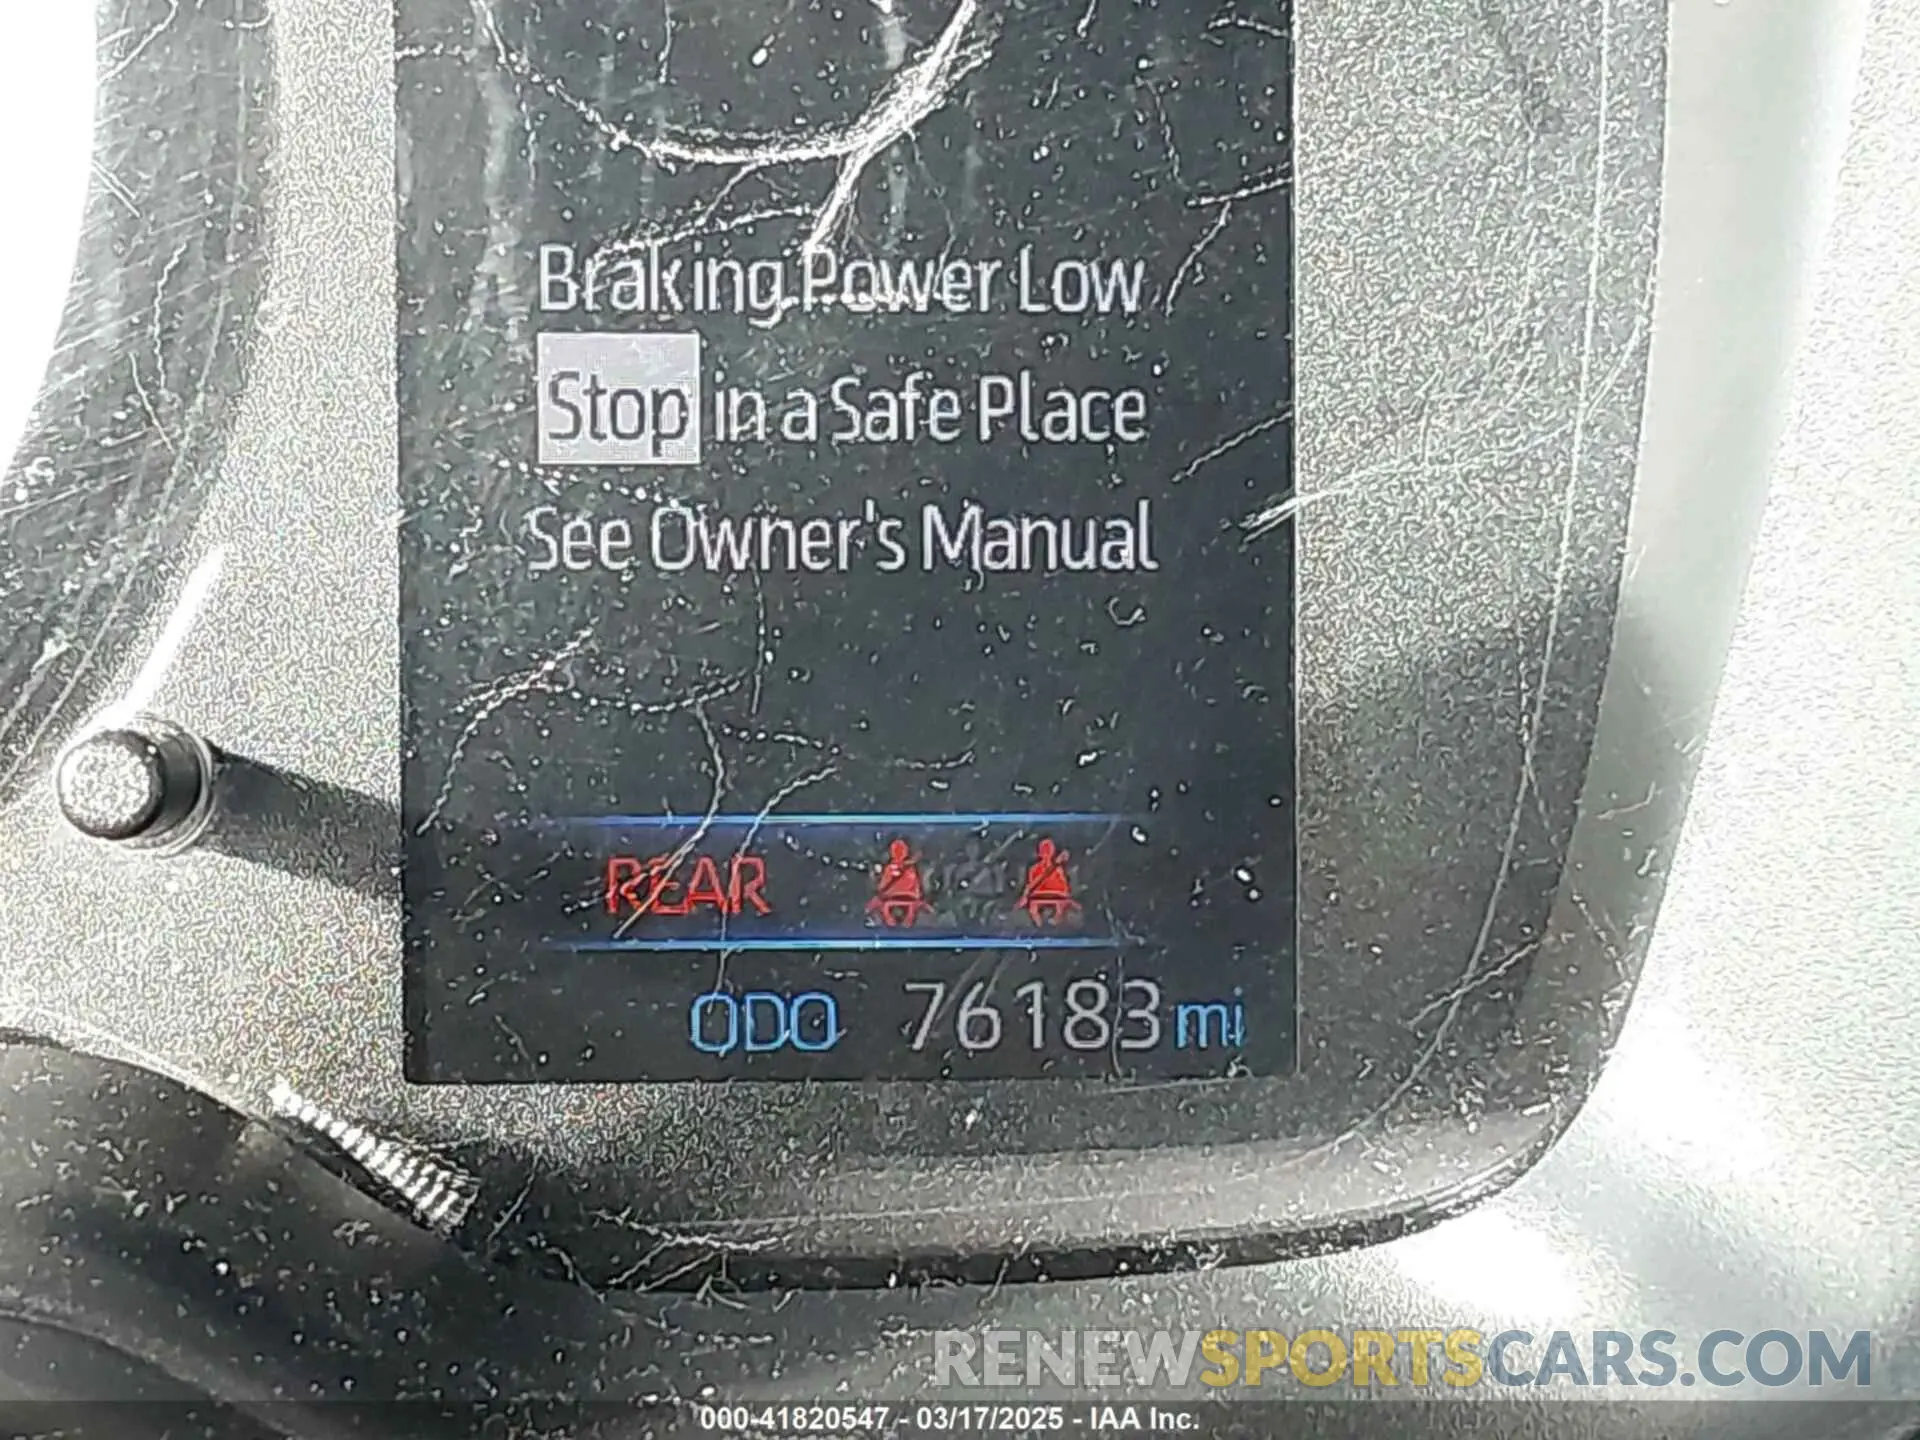 Braking Power Low
Stop in a Safe Place
See Owner's Manual
REAR
ODO 76183 mi
RENEWSPORTSCARS.COM
000-41820547 - 03/17/2025 - IAA Inc.